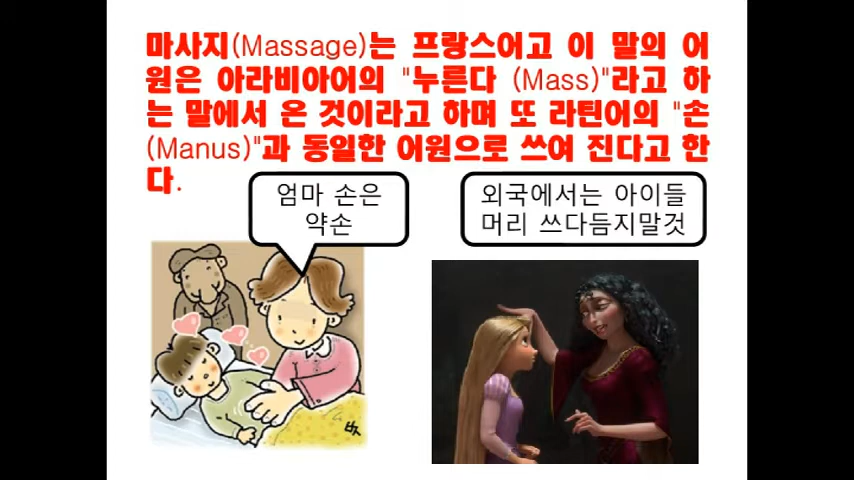 마사지(Massage)는 프랑스어고 이 말의 어
원은 아라비아어의 "누른다 (Mass)"라고 하
는 말에서 온 것이라고 하며 또 라틴어의 "손
(Manus)"과 동일한 어원으로 쓰여 진다고 한
다.
엄마 손은
약손
외국에서는 아이들
머리 쓰다듬지말것